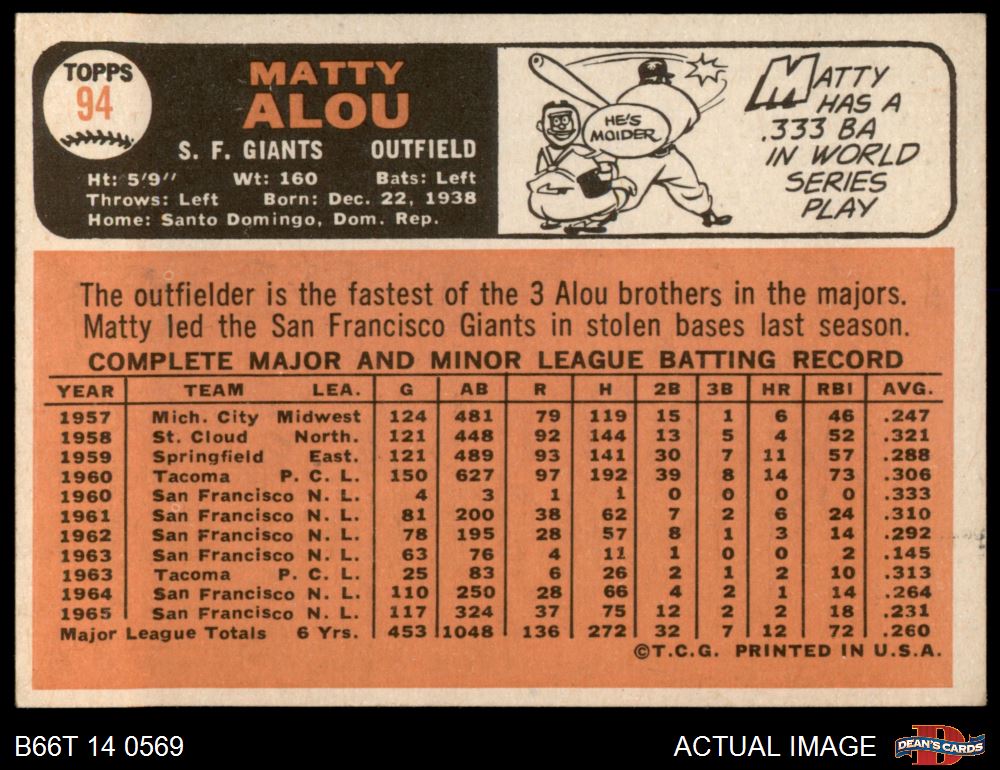 TOPPS
94
MATTY
ALOU
S. F. GIANTS OUTFIELD
Ht: 5'9" Wt: 160 Bats: Left
Throws: Left Born: Dec. 22, 1938
Home: Santo Domingo, Dom. Rep.
HE'S
MOIDER
MATTY
HAS A
.333 BA
IN WORLD
SERIES
PLAY
The outfielder is the fastest of the 3 Alou brothers in the majors.
Matty led the San Francisco Giants in stolen bases last season.
COMPLETE MAJOR AND MINOR LEAGUE BATTING RECORD
YEAR TEAM LEA. G AB R H 2B 3B HR RBI AVG.
1957 Mich. City Midwest 124 481 79 119 15 1 6 46 .247
1958 St. Cloud North. 121 448 92 144 13 5 4 52 .321
1959 Springfield East. 121 489 93 141 30 7 11 57 .288
1960 Tacoma P. C. L. 150 627 97 192 39 8 14 73 .306
1960 San Francisco N. L. 4 3 1 1 0 0 0 0 .333
1961 San Francisco N. L. 81 200 38 62 7 2 6 24 .310
1962 San Francisco N. L. 78 195 28 57 8 1 3 14 .292
1963 San Francisco N. L. 63 76 4 11 1 0 0 2 .145
1963 Tacoma P. C. L. 25 83 6 26 2 1 2 10 .313
1964 San Francisco N. L. 110 250 28 66 4 2 1 14 .264
1965 San Francisco N. L. 117 324 37 75 12 2 2 18 .231
Major League Totals 6 Yrs. 453 1048 136 272 32 7 12 72 .260
©T.C.G. PRINTED IN U.S.A.
B66T 14 0569
ACTUAL IMAGE
D
DEAN'S CARDS